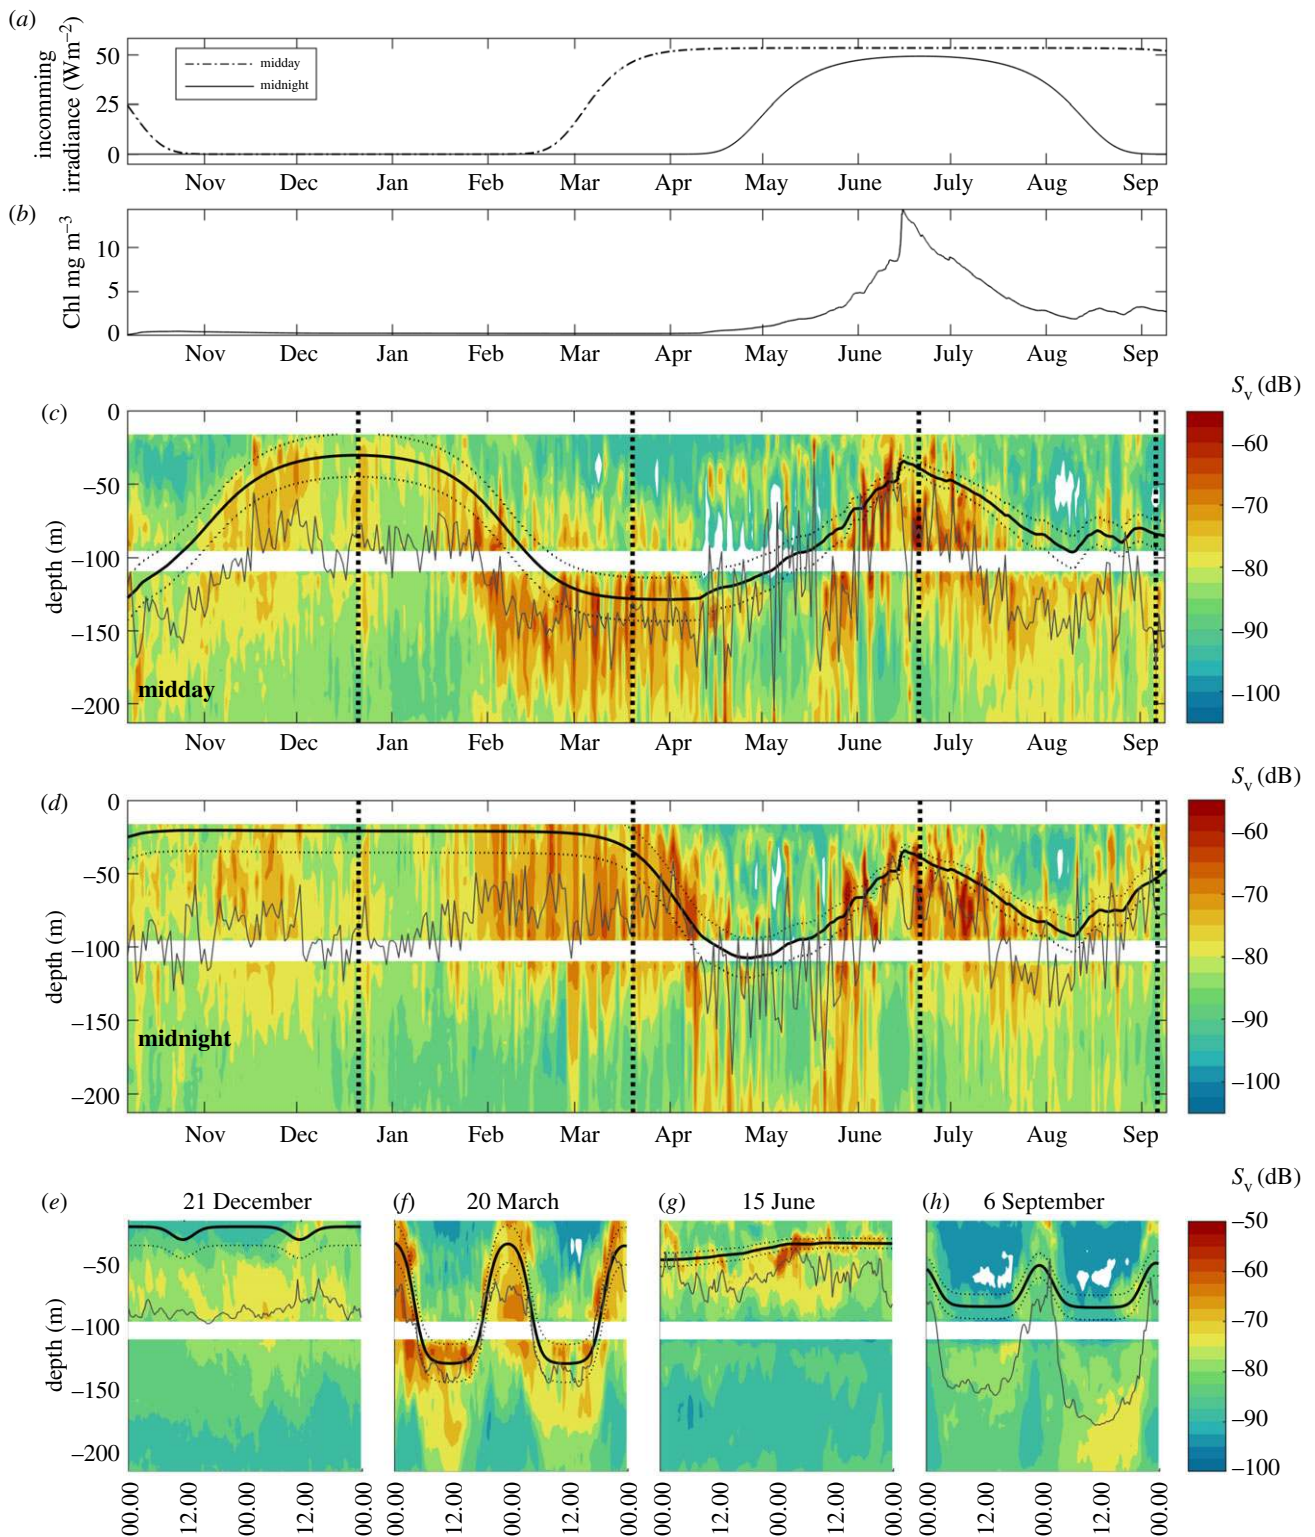 (a)
incomming
irradiance (Wm−2)
50
25
0
midday
midnight
Nov Dec Jan Feb Mar Apr May June July Aug Sep
(b)
Chl mg m−3
10
5
0
Nov Dec Jan Feb Mar Apr May June July Aug Sep
(c)
Sv (dB)
depth (m)
0
−50
−100
−150
−200
midday
−60
−70
−80
−90
−100
Nov Dec Jan Feb Mar Apr May June July Aug Sep
(d)
Sv (dB)
depth (m)
0
−50
−100
−150
−200
midnight
−60
−70
−80
−90
−100
Nov Dec Jan Feb Mar Apr May June July Aug Sep
(e) 21 December (f) 20 March (g) 15 June (h) 6 September
Sv (dB)
depth (m)
−50
−100
−150
−200
−50
−60
−70
−80
−90
−100
00.00 12.00 00.00 12.00 00.00 00.00 12.00 00.00 12.00 00.00 00.00 12.00 00.00 12.00 00.00 00.00 12.00 00.00 12.00 00.00